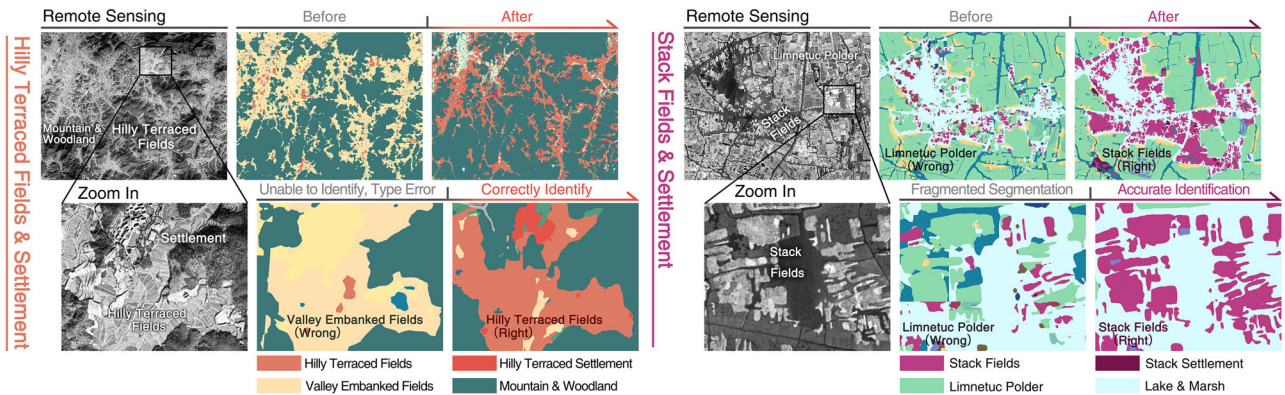 Hilly Terraced Fields & Settlement
Remote Sensing
Before
After
Mountain &
Woodland
Hilly Terraced
Fields
Zoom In
Unable to Identify, Type Error
Correctly Identify
Settlement
Hilly Terraced
Fields
Valley Embanked Fields
(Wrong)
Hilly Terraced Fields
(Right)
Hilly Terraced Fields
Hilly Terraced Settlement
Valley Embanked Fields
Mountain & Woodland
Stack Fields & Settlement
Remote Sensing
Before
After
Limnetuc Polder
Stack
Fields
Limnetuc Polder
(Wrong)
Stack Fields
(Right)
Zoom In
Fragmented Segmentation
Accurate Identification
Stack
Fields
Limnetuc Polder
(Wrong)
Stack Fields
(Right)
Stack Fields
Stack Settlement
Limnetuc Polder
Lake & Marsh